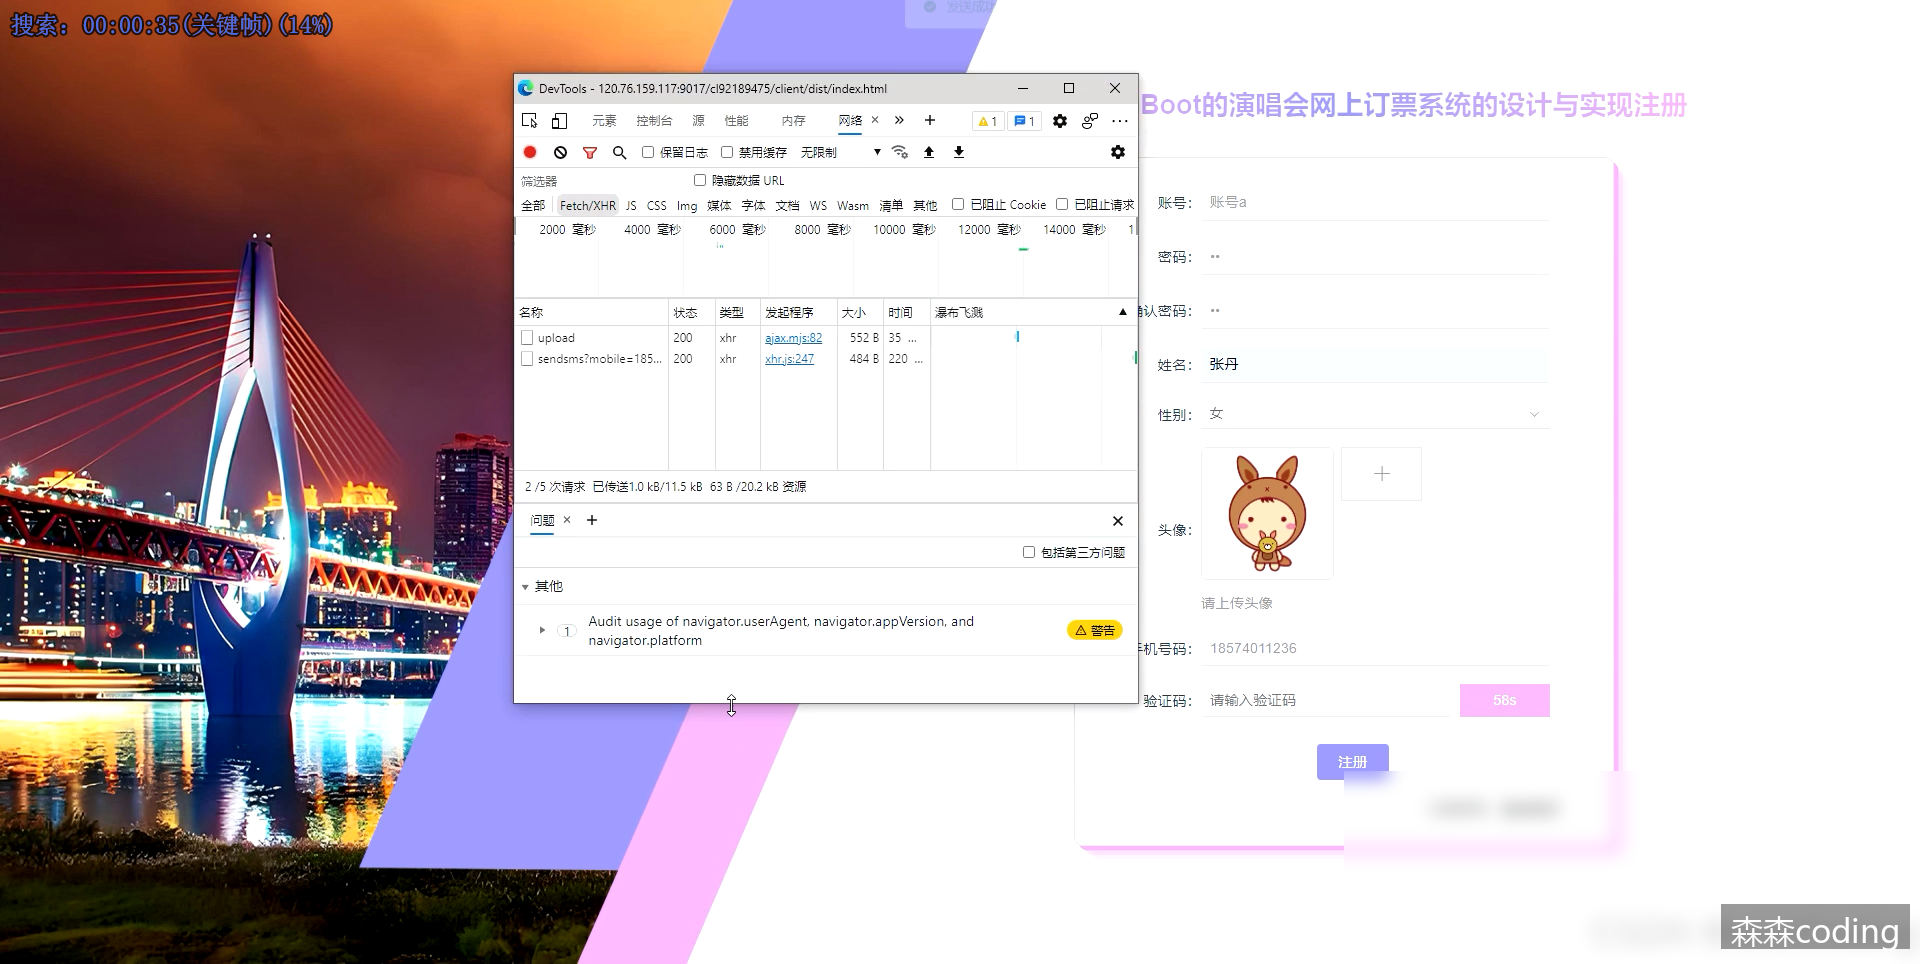 搜索: 00:00:35(关键帧)(14%)
发送成功
DevTools - 120.76.159.117:9017/cl92189475/client/dist/index.html
Boot的演唱会网上订票系统的设计与实现注册
元素 控制台 源 性能 内存 网络 × » + 1 1
保留日志 禁用缓存 无限制
筛选器 隐藏数据 URL
全部 Fetch/XHR JS CSS Img 媒体 字体 文档 WS Wasm 清单 其他 已阻止 Cookie 已阻止请求
2000 毫秒 4000 毫秒 6000 毫秒 8000 毫秒 10000 毫秒 12000 毫秒 14000 毫秒 1
名称 状态 类型 发起程序 大小 时间 瀑布飞溅
upload 200 xhr ajax.mjs:82 552 B 35 ...
sendsms?mobile=185... 200 xhr xhr.js:247 484 B 220 ...
2 /5 次请求 已传送1.0 kB/11.5 kB 63 B /20.2 kB 资源
问题 × +
包括第三方问题
其他
1 Audit usage of navigator.userAgent, navigator.appVersion, and
navigator.platform
警告
账号: 账号a
密码: ••
认密码: ••
姓名: 张丹
性别: 女
头像:
请上传头像
机号码: 18574011236
验证码: 请输入验证码 58s
注册
森森coding